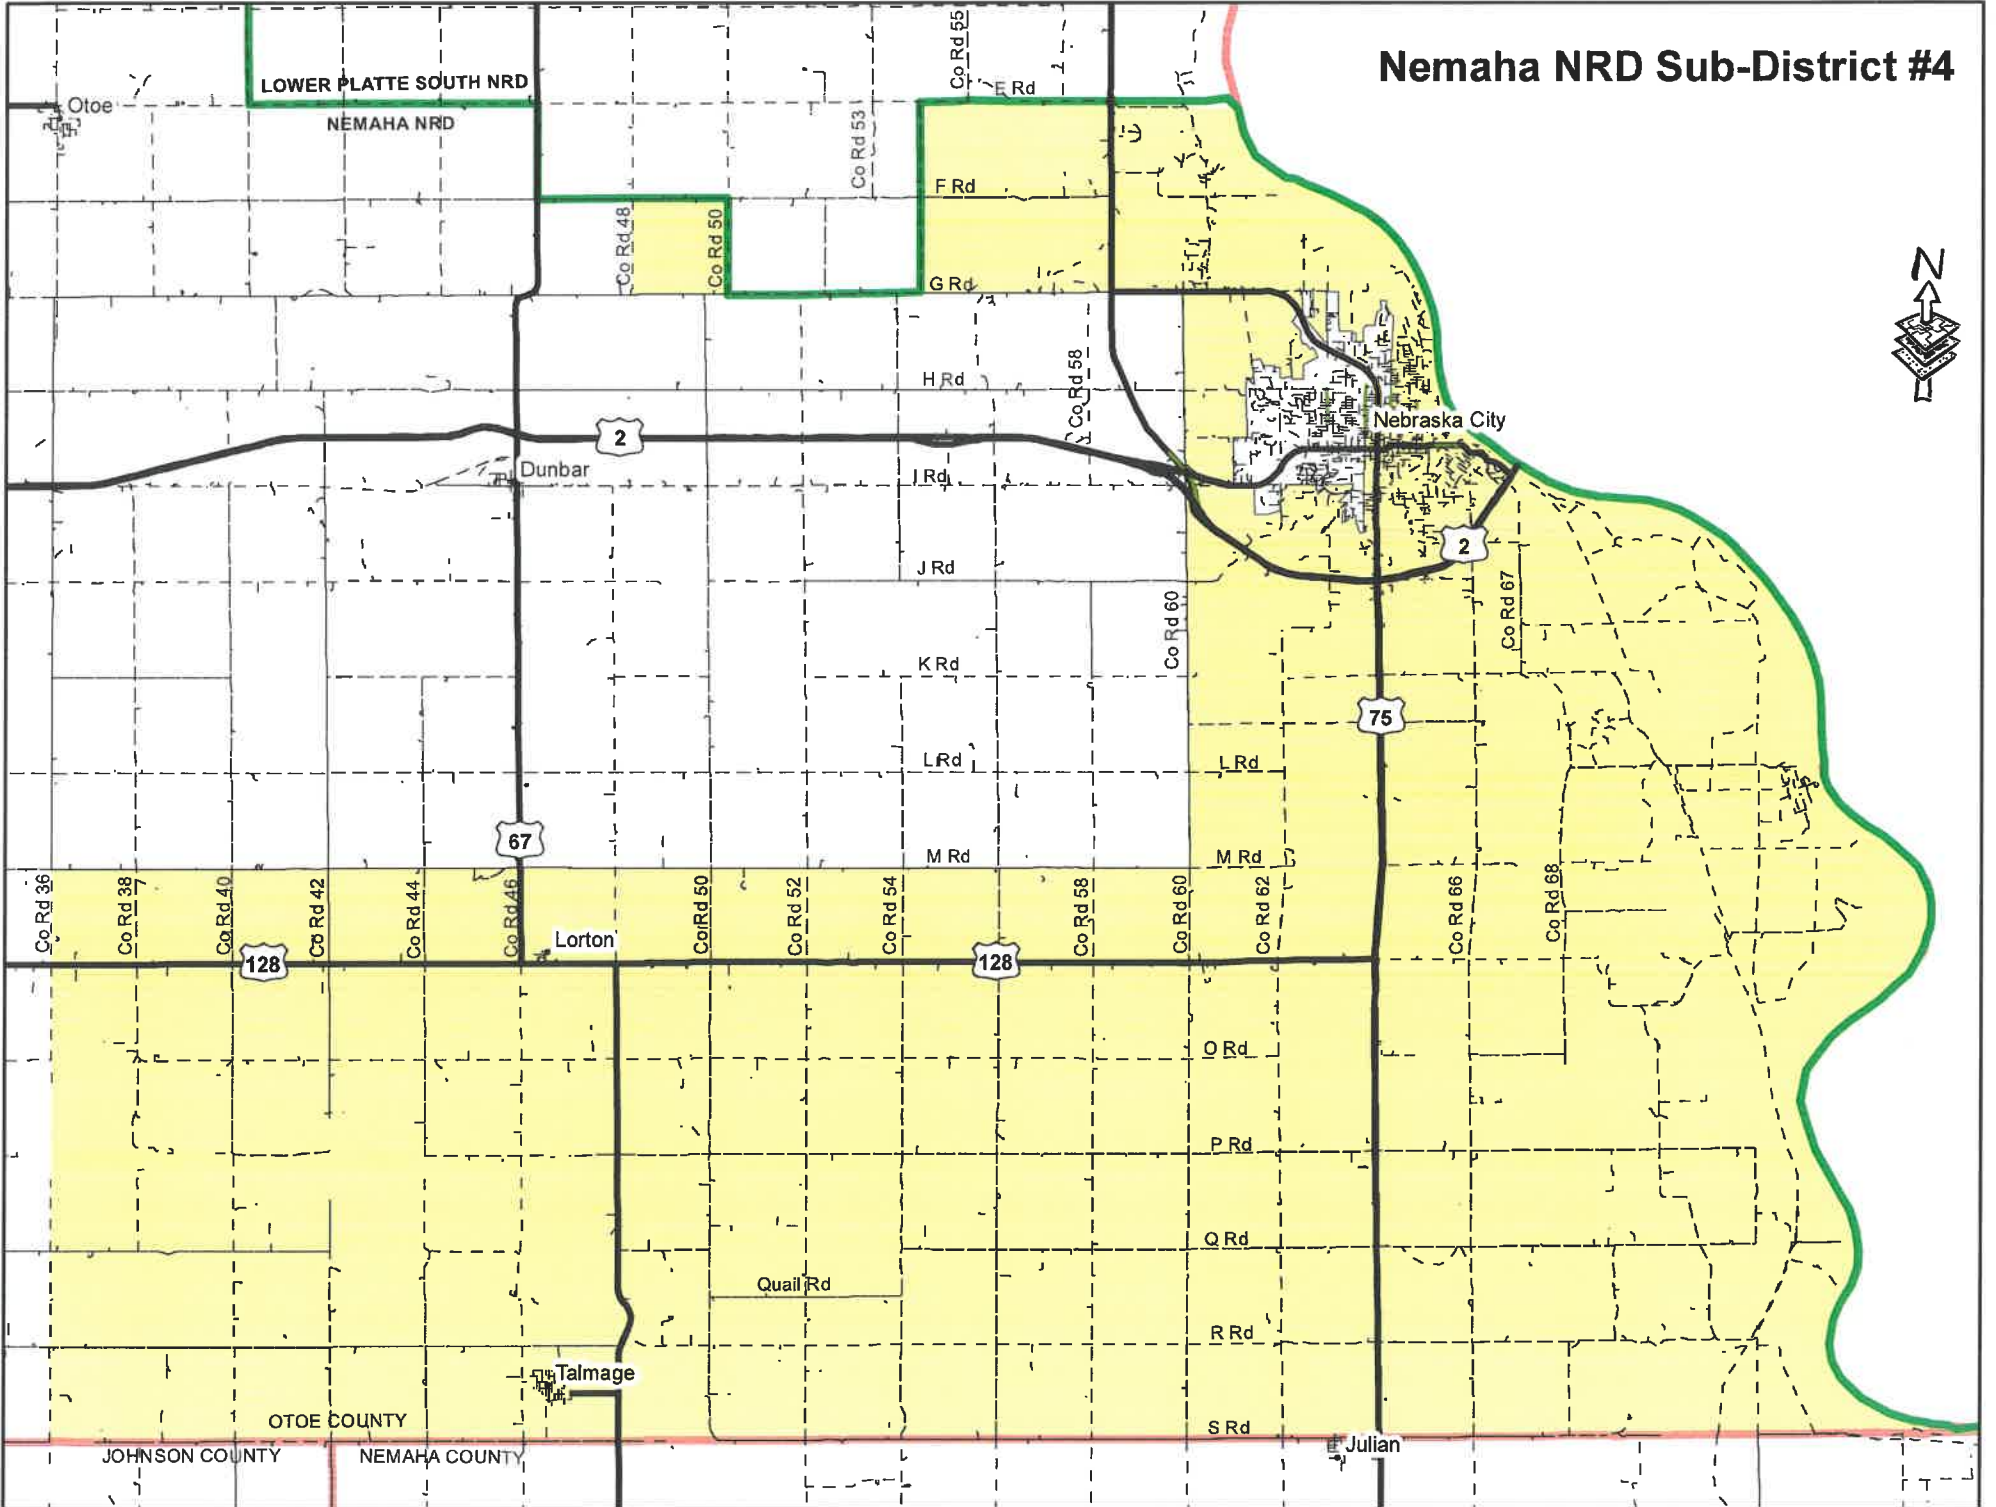 Nemaha NRD Sub-District #4
Co Rd 55
LOWER PLATTE SOUTH NRD
E Rd
Otoe
NEMAHA NRD
Co Rd 53
F Rd
Co Rd 48
Co Rd 50
G Rd
N
H Rd
Co Rd 58
Nebraska City
2
Dunbar
I Rd
2
J Rd
Co Rd 60
Co Rd 67
K Rd
75
L Rd
L Rd
67
M Rd
M Rd
Co Rd 36
Co Rd 38
Co Rd 40
Co Rd 42
Co Rd 44
Co Rd 46
Co Rd 50
Co Rd 52
Co Rd 54
Co Rd 58
Co Rd 60
Co Rd 62
Co Rd 66
Co Rd 68
Lorton
128
128
O Rd
P Rd
Q Rd
Quail Rd
R Rd
Talmage
OTOE COUNTY
S Rd
JOHNSON COUNTY
NEMAHA COUNTY
Julian